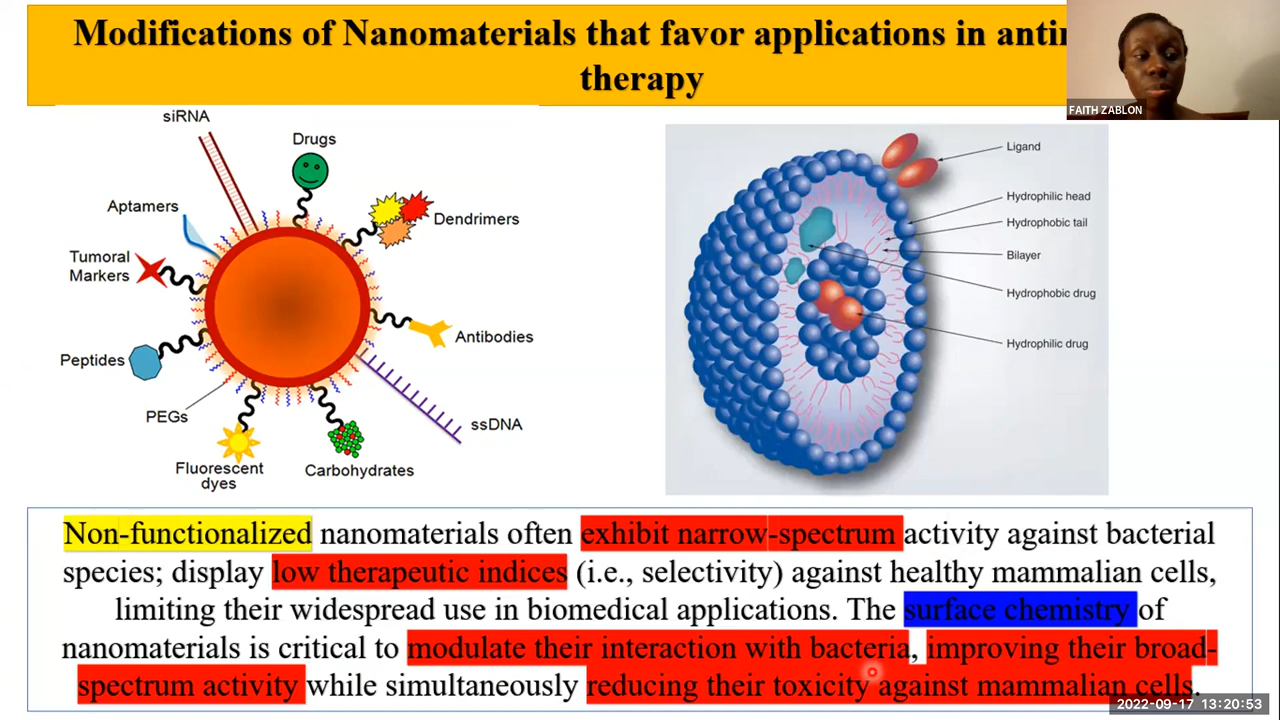 Modifications of Nanomaterials that favor applications in
therapy
FAITH ZABLON
siRNA
Drugs
Aptamers
Dendrimers
Tumoral
Markers
Antibodies
Peptides
PEGs
ssDNA
Fluorescent
dyes
Carbohydrates
Ligand
Hydrophilic head
Hydrophobic tail
Bilayer
Hydrophobic drug
Hydrophilic drug
Non-functionalized nanomaterials often exhibit narrow-spectrum activity against bacterial
species; display low therapeutic indices (i.e., selectivity) against healthy mammalian cells,
limiting their widespread use in biomedical applications. The surface chemistry of
nanomaterials is critical to modulate their interaction with bacteria, improving their broad-
spectrum activity while simultaneously reducing their toxicity against mammalian cells.
2022-09-17 13:20:53